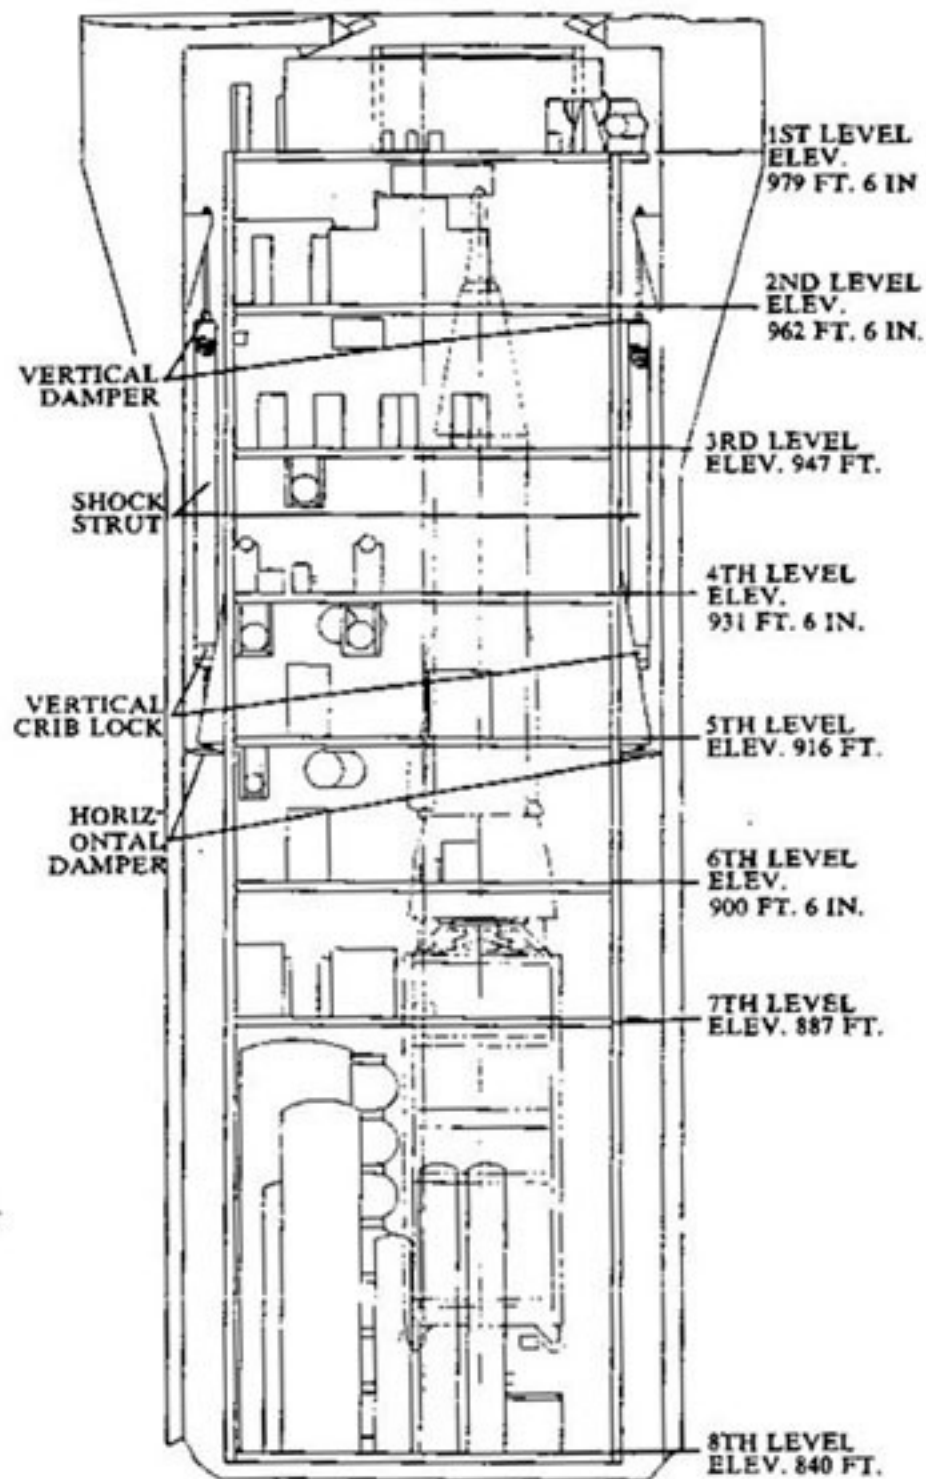 1ST LEVEL
ELEV.
979 FT. 6 IN
2ND LEVEL
ELEV.
962 FT. 6 IN.
VERTICAL
DAMPER
3RD LEVEL
ELEV. 947 FT.
SHOCK
STRUT
4TH LEVEL
ELEV.
931 FT. 6 IN.
VERTICAL
CRIB LOCK
5TH LEVEL
ELEV. 916 FT.
HORIZ-
ONTAL
DAMPER
6TH LEVEL
ELEV.
900 FT. 6 IN.
7TH LEVEL
ELEV. 887 FT.
8TH LEVEL
ELEV. 840 FT.